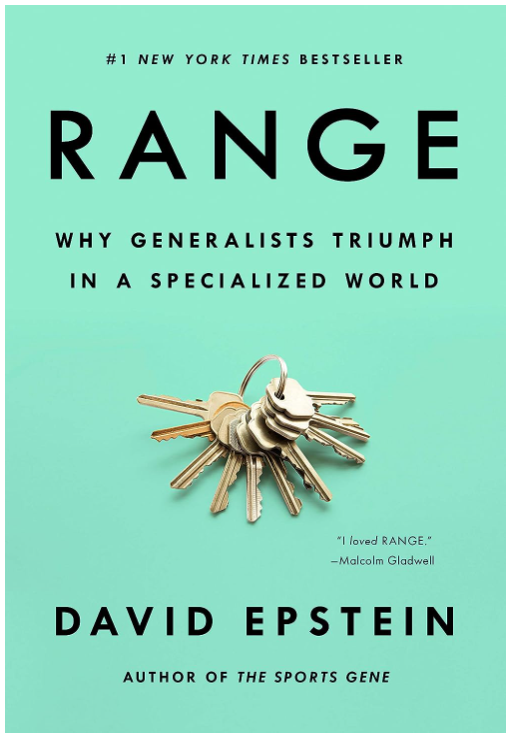 #1 NEW YORK TIMES BESTSELLER
RANGE
WHY GENERALISTS TRIUMPH
IN A SPECIALIZED WORLD
"I loved RANGE."
—Malcolm Gladwell
DAVID EPSTEIN
AUTHOR OF THE SPORTS GENE